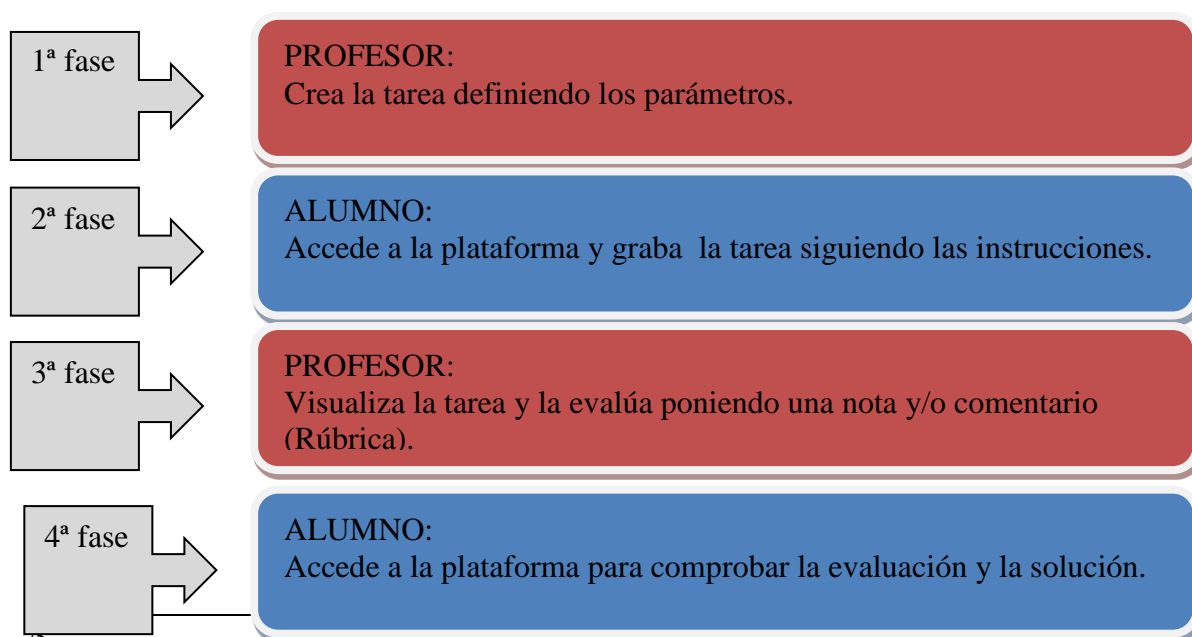 1ª fase
PROFESOR:
Crea la tarea definiendo los parámetros.
2ª fase
ALUMNO:
Accede a la plataforma y graba  la tarea siguiendo las instrucciones.
3ª fase
PROFESOR:
Visualiza la tarea y la evalúa poniendo una nota y/o comentario
(Rúbrica).
4ª fase
ALUMNO:
Accede a la plataforma para comprobar la evaluación y la solución.